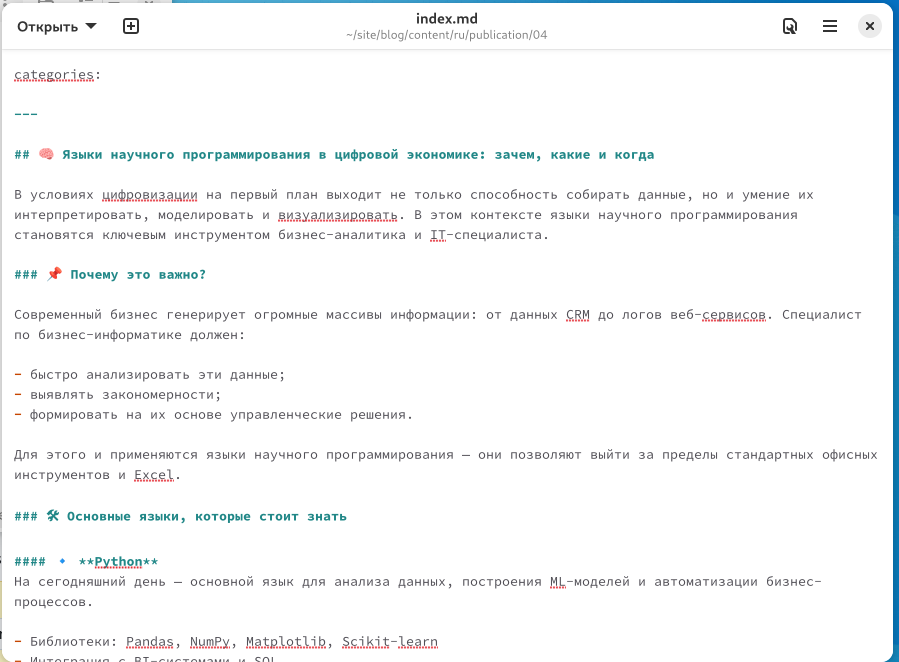 Открыть
index.md
~/site/blog/content/ru/publication/04
categories:
---
## 🧠 Языки научного программирования в цифровой экономике: зачем, какие и когда
В условиях цифровизации на первый план выходит не только способность собирать данные, но и умение их
интерпретировать, моделировать и визуализировать. В этом контексте языки научного программирования
становятся ключевым инструментом бизнес-аналитика и IT-специалиста.
### 📌 Почему это важно?
Современный бизнес генерирует огромные массивы информации: от данных CRM до логов веб-сервисов. Специалист
по бизнес-информатике должен:
- быстро анализировать эти данные;
- выявлять закономерности;
- формировать на их основе управленческие решения.
Для этого и применяются языки научного программирования — они позволяют выйти за пределы стандартных офисных
инструментов и Excel.
### 🛠 Основные языки, которые стоит знать
#### 🔹 **Python**
На сегодняшний день — основной язык для анализа данных, построения ML-моделей и автоматизации бизнес-
процессов.
- Библиотеки: Pandas, NumPy, Matplotlib, Scikit-learn
- Интеграция с BI-системами и SQL